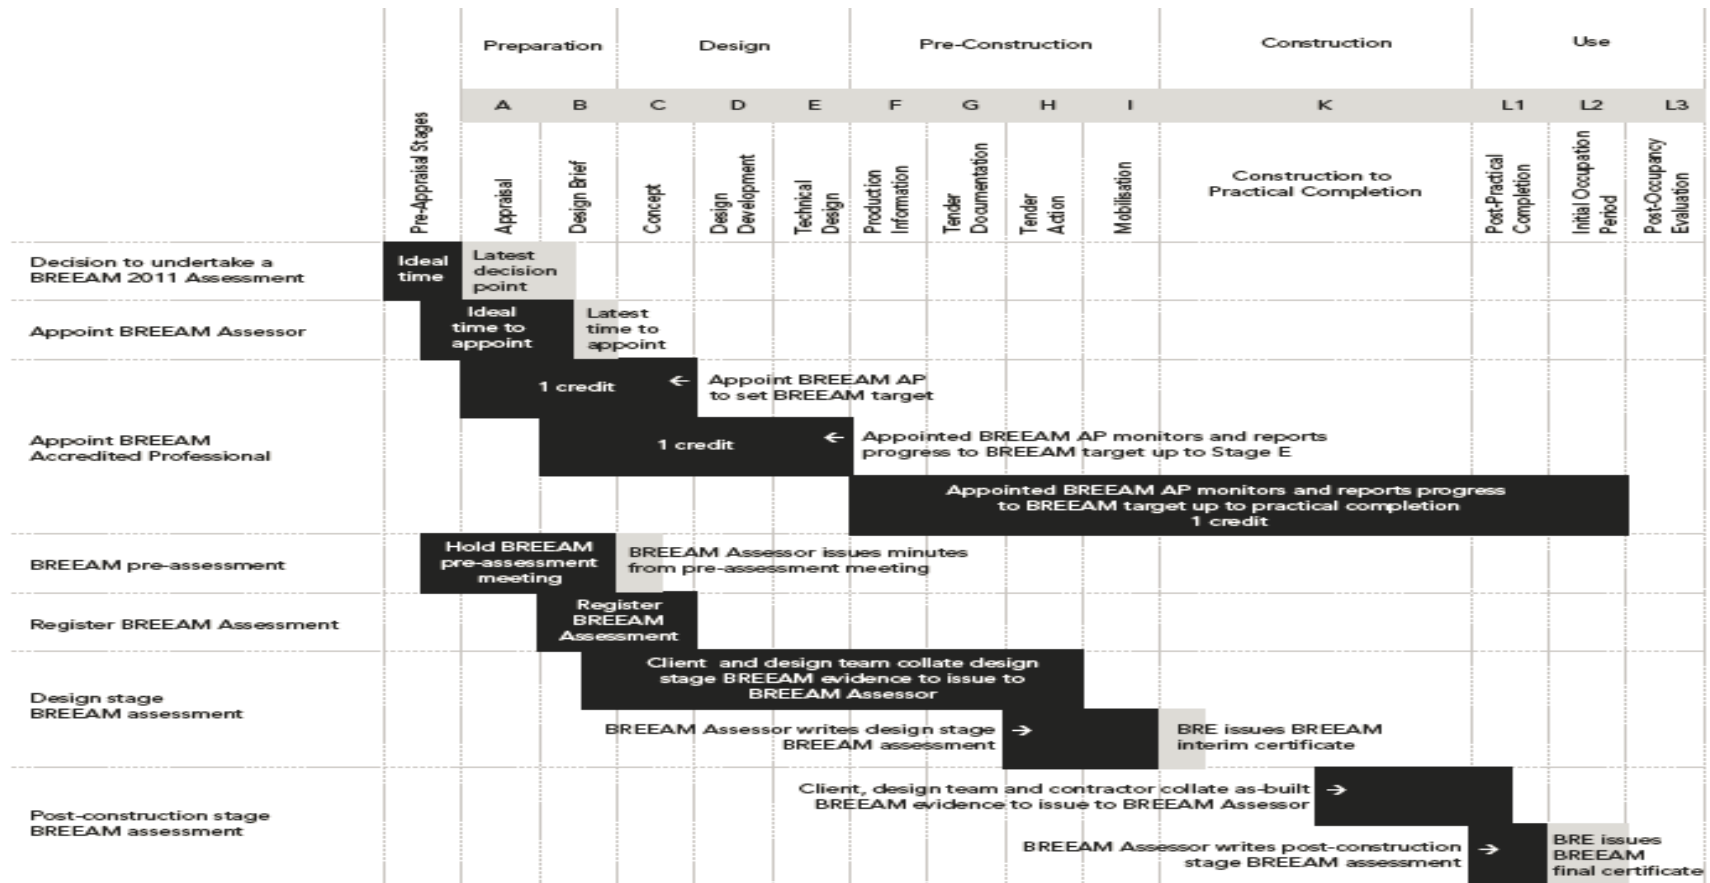 Preparation
Design
Pre-Construction
Construction
Use
A
B
C
D
E
F
G
H
I
K
L1
L2
L3
Pre-Appraisal Stages
Appraisal
Design Brief
Concept
Design
Development
Technical
Design
Production
Information
Tender
Documentation
Tender
Action
Mobilisation
Construction to
Practical Completion
Post-Practical
Completion
Initial Occupation
Period
Post-Occupancy
Evaluation
Decision to undertake a
BREEAM 2011 Assessment
Ideal
time
Latest
decision
point
Appoint BREEAM Assessor
Ideal
time to
appoint
Latest
time to
appoint
Appoint BREEAM
Accredited Professional
1 credit ←
Appoint BREEAM AP
to set BREEAM target
1 credit ←
Appointed BREEAM AP monitors and reports
progress to BREEAM target up to Stage E
Appointed BREEAM AP monitors and reports progress
to BREEAM target up to practical completion
1 credit
BREEAM pre-assessment
Hold BREEAM
pre-assessment
meeting
BREEAM Assessor issues minutes
from pre-assessment meeting
Register BREEAM Assessment
Register
BREEAM
Assessment
Design stage
BREEAM assessment
Client and design team collate design
stage BREEAM evidence to issue to
BREEAM Assessor
BREEAM Assessor writes design stage
BREEAM assessment
→
BRE issues BREEAM
interim certificate
Post-construction stage
BREEAM assessment
Client, design team and contractor collate as-built
BREEAM evidence to issue to BREEAM Assessor
→
BREEAM Assessor writes post-construction
stage BREEAM assessment
→
BRE issues
BREEAM
final certificate